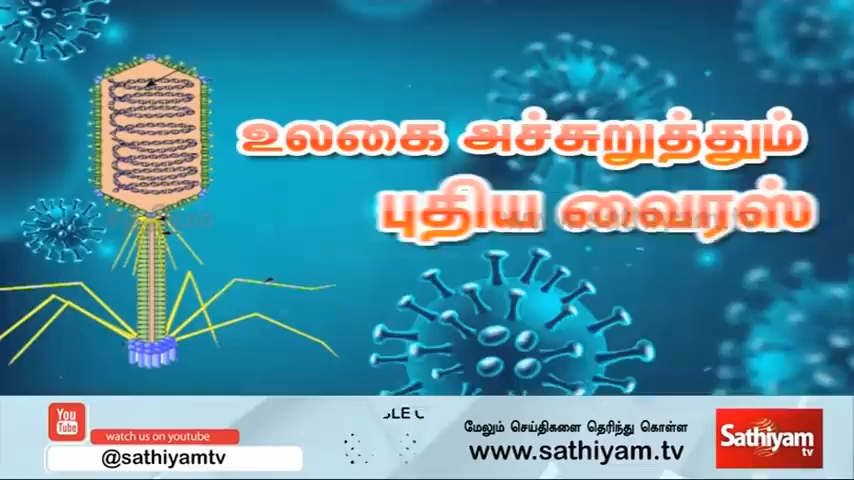 உலகை அச்சுறுத்தும்
புதிய வைரஸ்
You
Tube
watch us on youtube
@sathiyamtv
மேலும் செய்திகளை தெரிந்து கொள்ள
www.sathiyam.tv
Sathiyam
tv